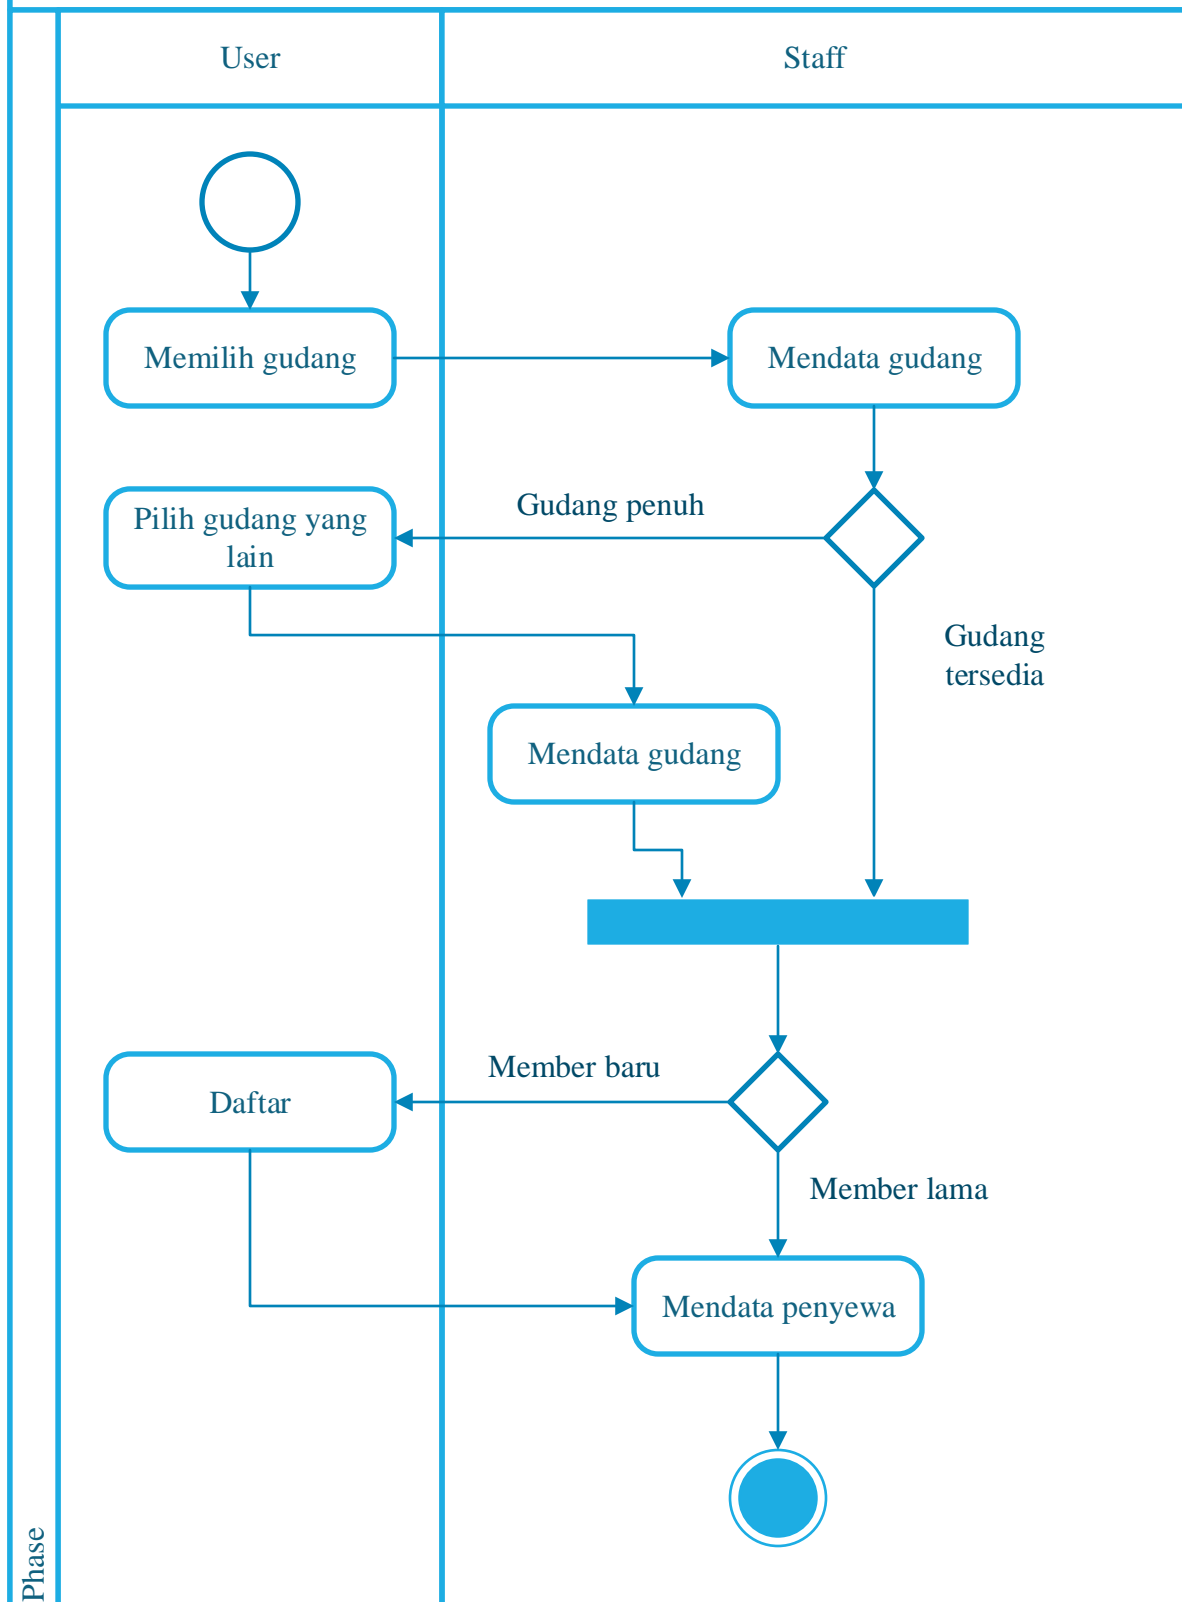 User
Staff
Memilih gudang
Mendata gudang
Gudang penuh
Pilih gudang yang
lain
Gudang
tersedia
Mendata gudang
Member baru
Daftar
Member lama
Mendata penyewa
Phase